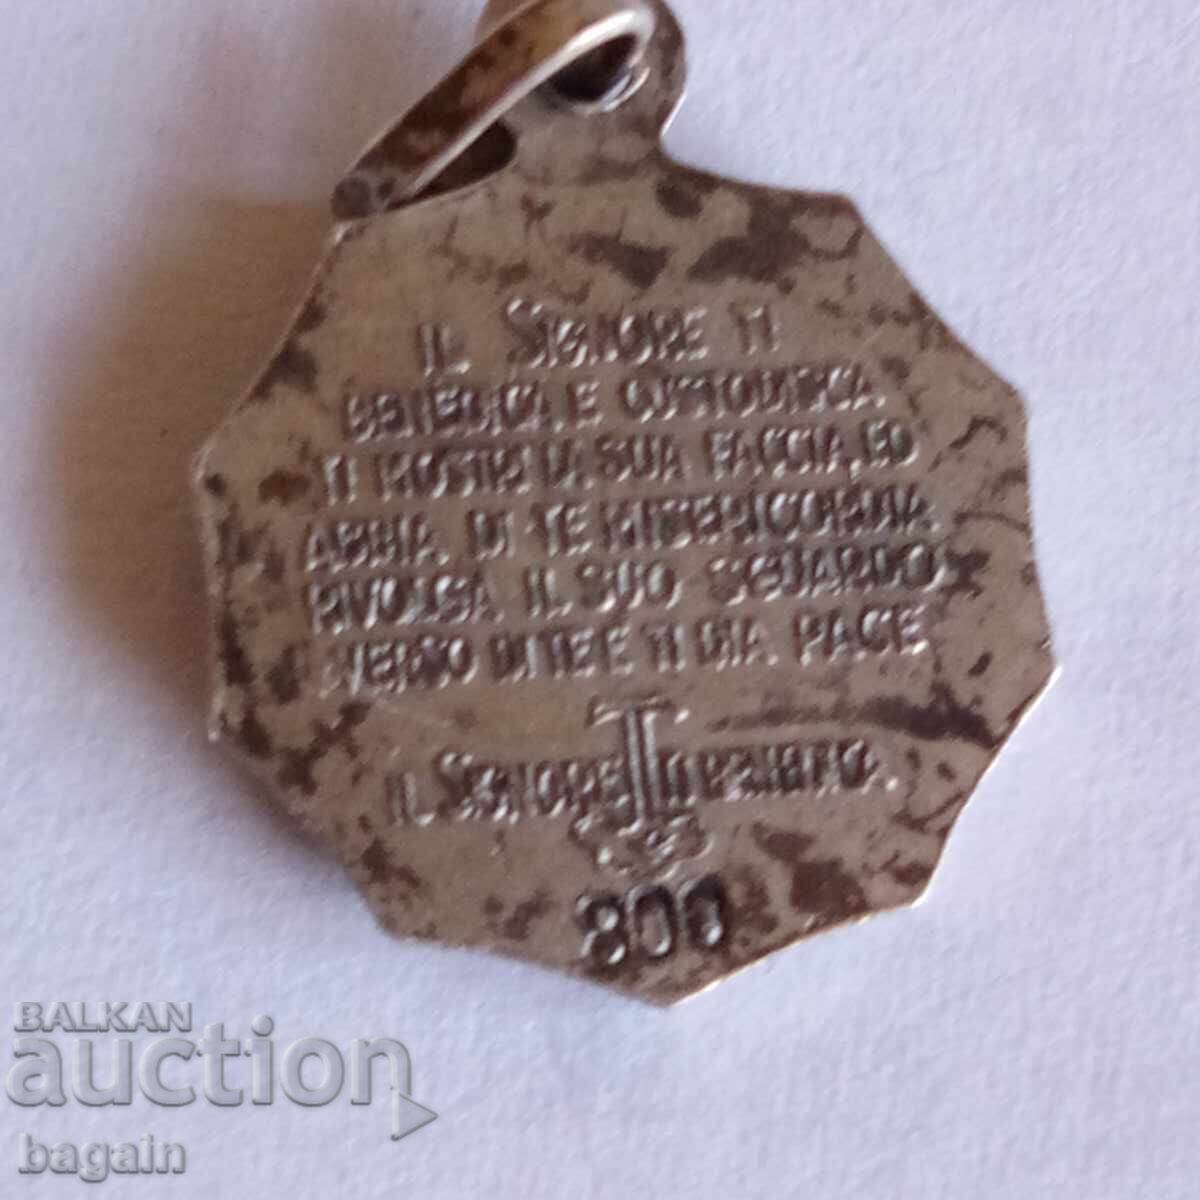 IL SIGNORE TI
BENEDICA, E CUSTODISCA
TI MOSTRI LA SUA FACCIA, ED
ABBIA DI TE MISERICORDIA
RIVOLGA IL SUO SGUARDO
VERSO DI TE E TI DIA PACE
IL SIGNORE T TI BENEDICA.
800
BALKAN
auction
bagain